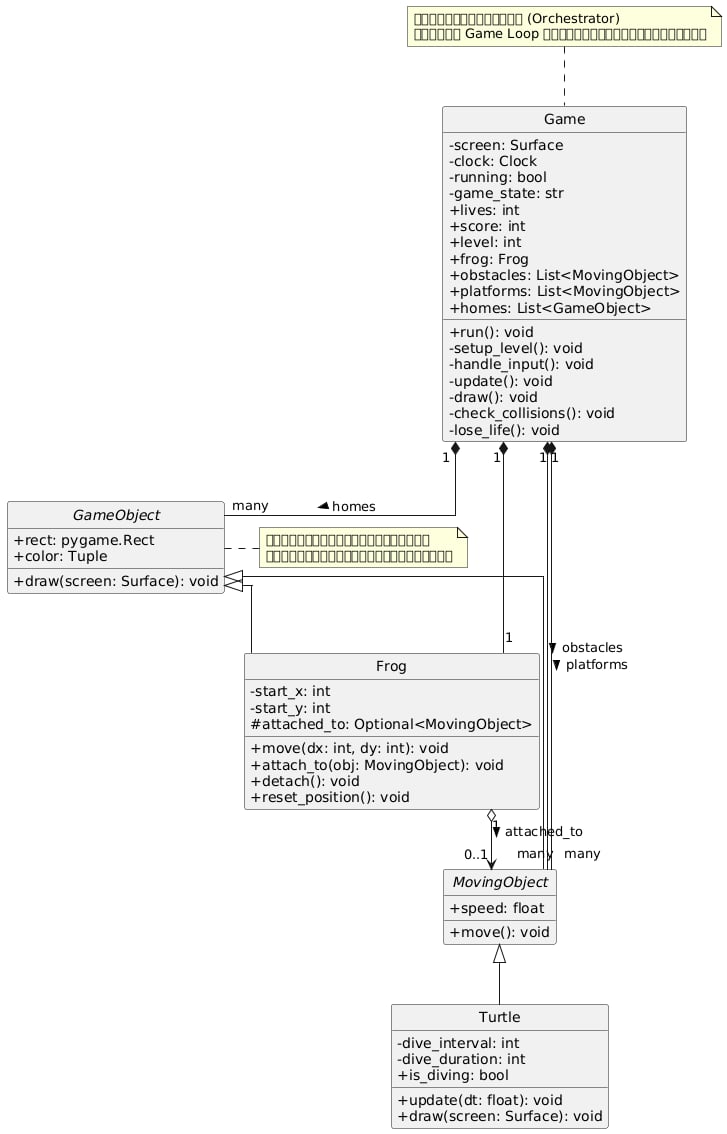 (Orchestrator)
Game Loop
Game
-screen: Surface
-clock: Clock
-running: bool
-game_state: str
+lives: int
+score: int
+level: int
+frog: Frog
+obstacles: List<MovingObject>
+platforms: List<MovingObject>
+homes: List<GameObject>
+run(): void
-setup_level(): void
-handle_input(): void
-update(): void
-draw(): void
-check_collisions(): void
-lose_life(): void
1
1
1
1
many
homes
GameObject
+rect: pygame.Rect
+color: Tuple
+draw(screen: Surface): void
1
obstacles
platforms
Frog
-start_x: int
-start_y: int
#attached_to: Optional<MovingObject>
+move(dx: int, dy: int): void
+attach_to(obj: MovingObject): void
+detach(): void
+reset_position(): void
1
attached_to
0..1
many
many
MovingObject
+speed: float
+move(): void
Turtle
-dive_interval: int
-dive_duration: int
+is_diving: bool
+update(dt: float): void
+draw(screen: Surface): void